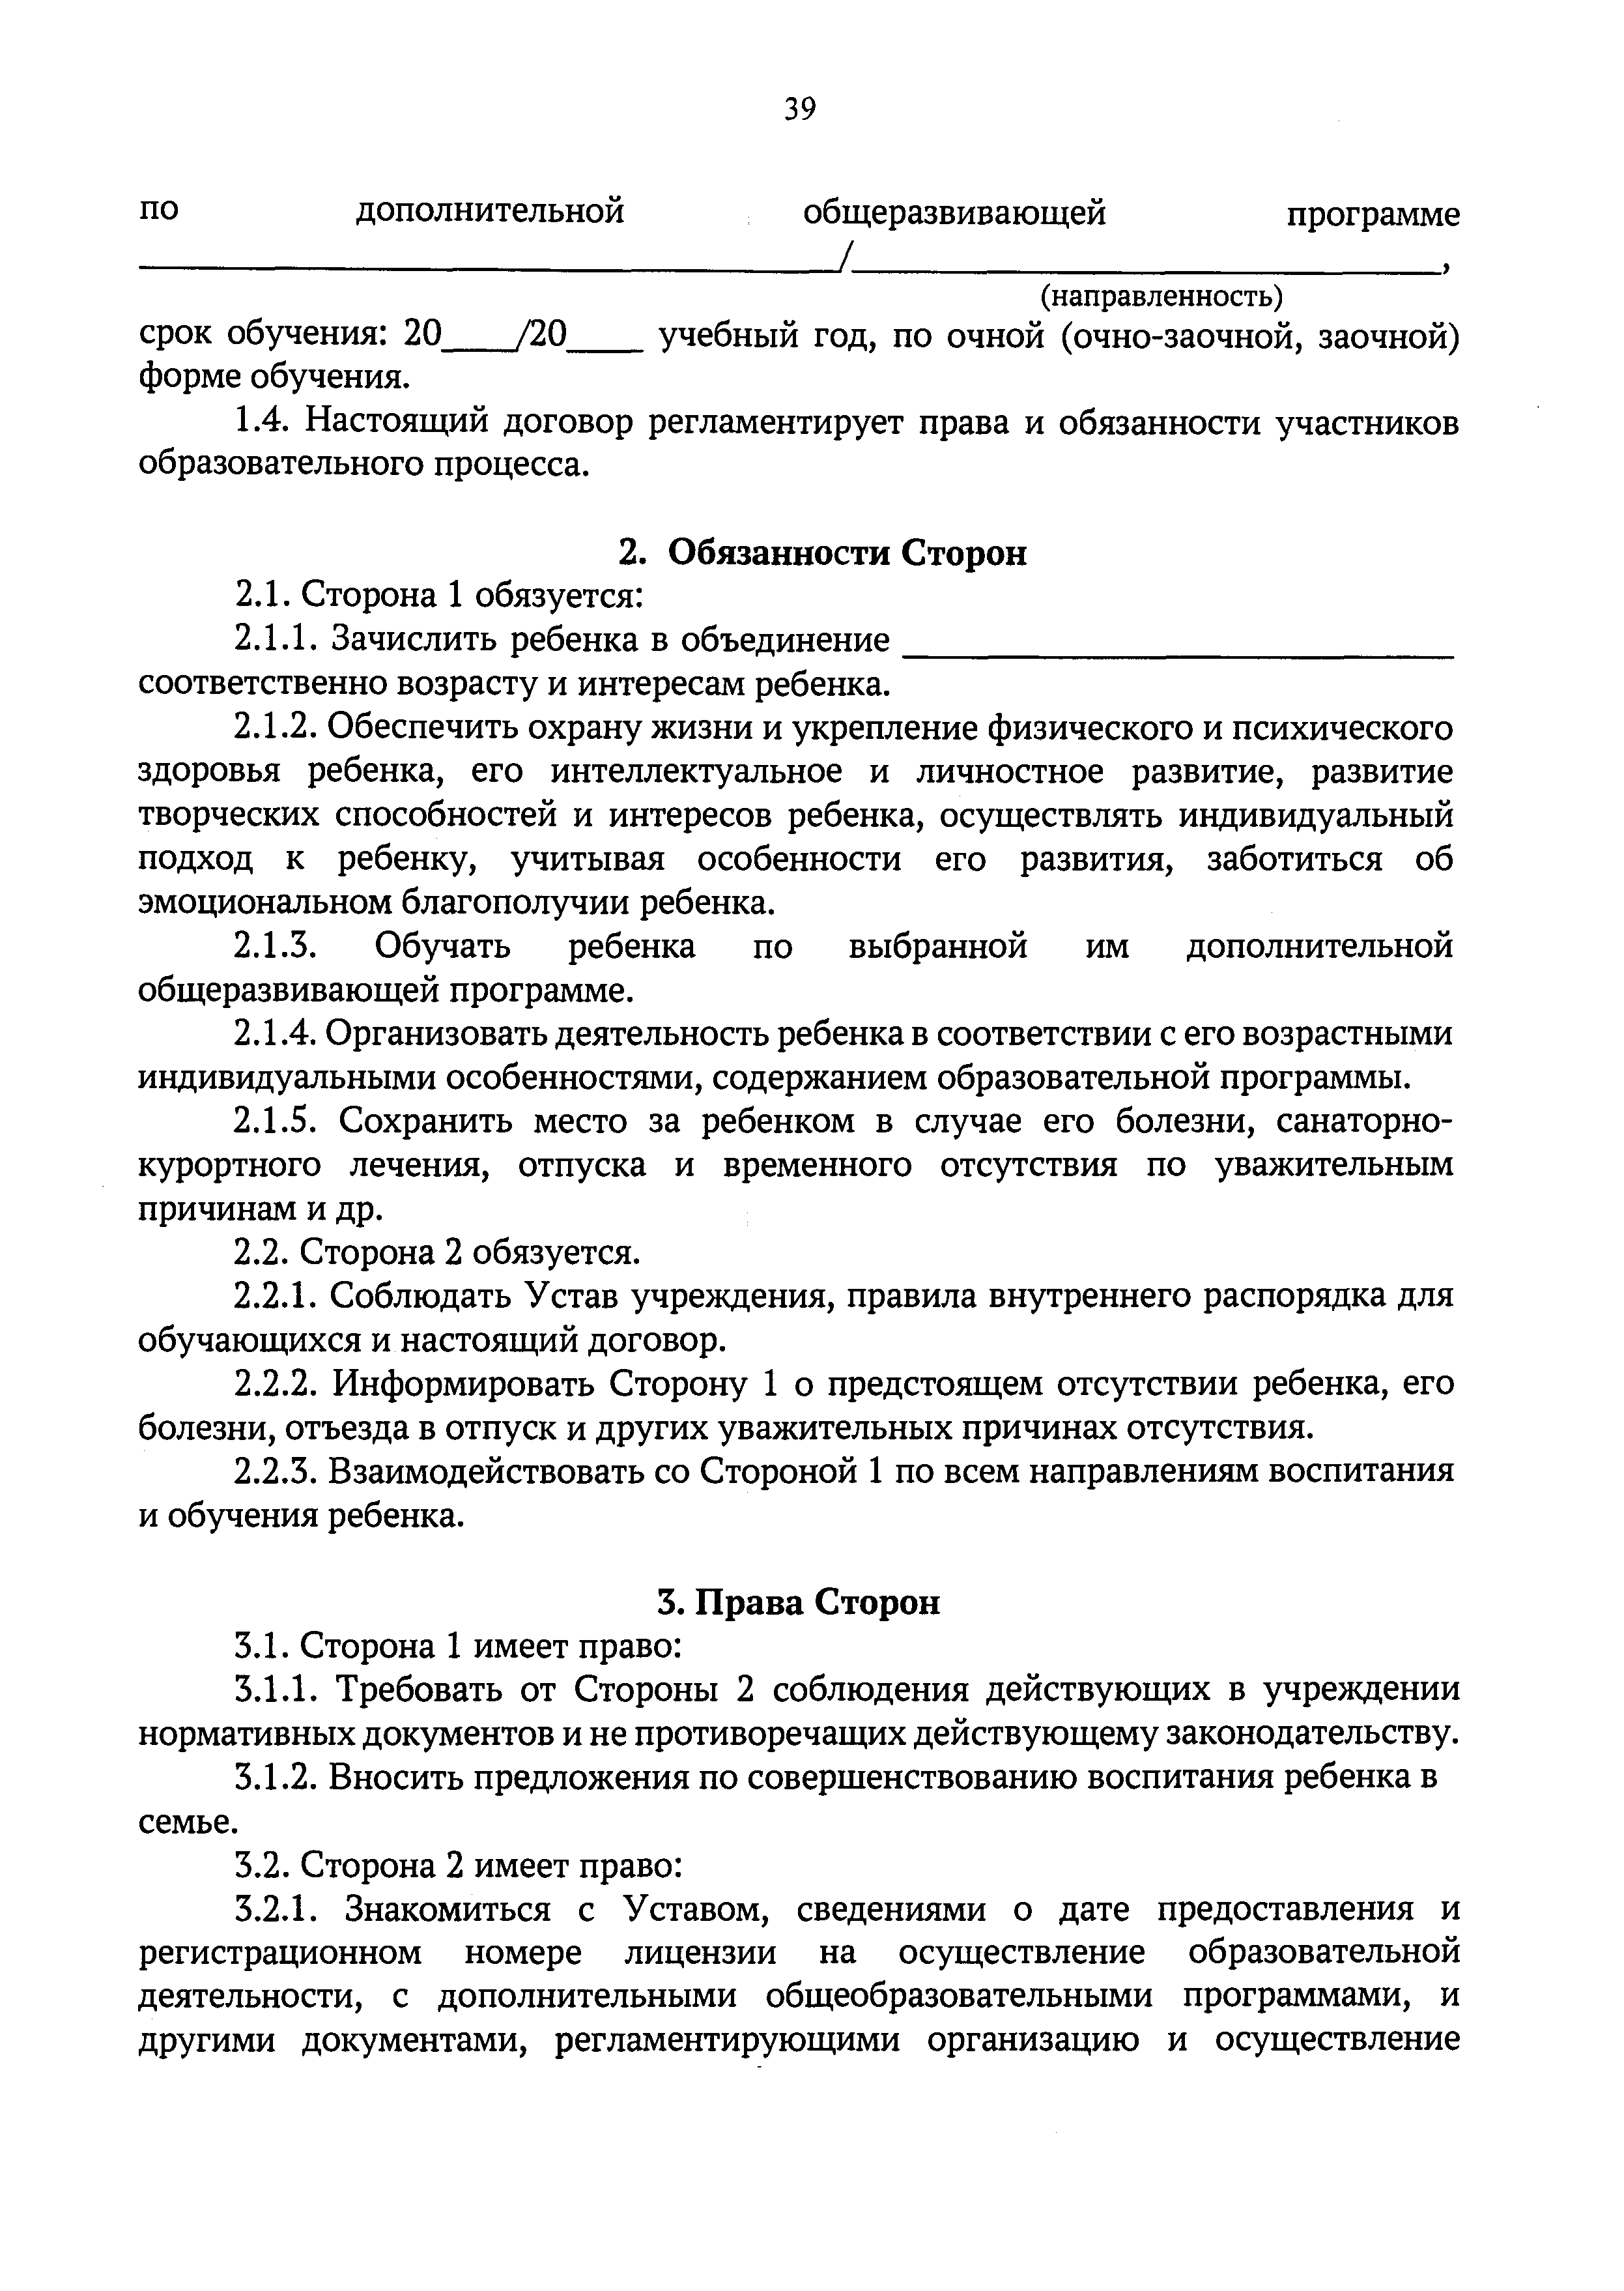 39
по дополнительной общеразвивающей программе
_______________/_______________,
(направленность)
срок обучения: 20____/20____ учебный год, по очной (очно-заочной, заочной)
форме обучения.
1.4. Настоящий договор регламентирует права и обязанности участников
образовательного процесса.
2. Обязанности Сторон
2.1. Сторона 1 обязуется:
2.1.1. Зачислить ребенка в объединение _______________
соответственно возрасту и интересам ребенка.
2.1.2. Обеспечить охрану жизни и укрепление физического и психического
здоровья ребенка, его интеллектуальное и личностное развитие, развитие
творческих способностей и интересов ребенка, осуществлять индивидуальный
подход к ребенку, учитывая особенности его развития, заботиться об
эмоциональном благополучии ребенка.
2.1.3. Обучать ребенка по выбранной им дополнительной
общеразвивающей программе.
2.1.4. Организовать деятельность ребенка в соответствии с его возрастными
индивидуальными особенностями, содержанием образовательной программы.
2.1.5. Сохранить место за ребенком в случае его болезни, санаторно-
курортного лечения, отпуска и временного отсутствия по уважительным
причинам и др.
2.2. Сторона 2 обязуется.
2.2.1. Соблюдать Устав учреждения, правила внутреннего распорядка для
обучающихся и настоящий договор.
2.2.2. Информировать Сторону 1 о предстоящем отсутствии ребенка, его
болезни, отъезда в отпуск и других уважительных причинах отсутствия.
2.2.3. Взаимодействовать со Стороной 1 по всем направлениям воспитания
и обучения ребенка.
3. Права Сторон
3.1. Сторона 1 имеет право:
3.1.1. Требовать от Стороны 2 соблюдения действующих в учреждении
нормативных документов и не противоречащих действующему законодательству.
3.1.2. Вносить предложения по совершенствованию воспитания ребенка в
семье.
3.2. Сторона 2 имеет право:
3.2.1. Знакомиться с Уставом, сведениями о дате предоставления и
регистрационном номере лицензии на осуществление образовательной
деятельности, с дополнительными общеобразовательными программами, и
другими документами, регламентирующими организацию и осуществление